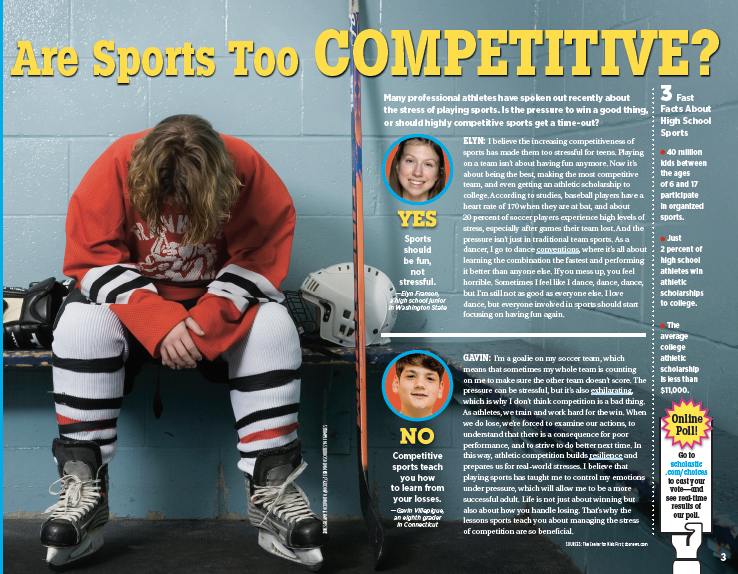 Are Sports Too COMPETITIVE?
Many professional athletes have spoken out recently about
the stress of playing sports. Is the pressure to win a good thing,
or should highly competitive sports get a time-out?
YES
Sports
should
be fun,
not
stressful.
—Elyn Franson,
a high school junior
in Washington State
ELYN: I believe the increasing competitiveness of
sports has made them too stressful for teens. Playing
on a team isn't about having fun anymore. Now it's
about being the best, making the most competitive
team, and even getting an athletic scholarship to
college. According to studies, baseball players have a
heart rate of 170 when they are at bat, and about
20 percent of soccer players experience high levels of
stress, especially after games their team lost. And the
pressure isn't just in traditional team sports. As a
dancer, I go to dance conventions, where it's all about
learning the combination the fastest and performing
it better than anyone else. If you mess up, you feel
horrible. Sometimes I feel like I dance, dance, dance,
but I'm still not as good as everyone else. I love
dance, but everyone involved in sports should start
focusing on having fun again.
NO
Competitive
sports teach
you how
to learn from
your losses.
—Gavin Villapigue,
an eighth grader
in Connecticut
GAVIN: I'm a goalie on my soccer team, which
means that sometimes my whole team is counting
on me to make sure the other team doesn't score. The
pressure can be stressful, but it's also exhilarating,
which is why I don't think competition is a bad thing.
As athletes, we train and work hard for the win. When
we do lose, we're forced to examine our actions, to
understand that there is a consequence for poor
performance, and to strive to do better next time. In
this way, athletic competition builds resilience and
prepares us for real-world stresses. I believe that
playing sports has taught me to control my emotions
under pressure, which will allow me to be a more
successful adult. Life is not just about winning but
also about how you handling losing. That's why the
lessons sports teach you about managing the stress
of competition are so beneficial.
3 Fast
Facts About
High School
Sports
40 million
kids between
the ages
of 6 and 17
participate
in organized
sports.
Just
2 percent of
high school
athletes win
athletic
scholarships
to college.
The
average
college
athletic
scholarship
is less than
$11,000.
Online
Poll!
Go to
scholastic
.com/choices
to cast your
vote—and
see real-time
results of
our poll.
SOURCES: The Center for Kids First;
3